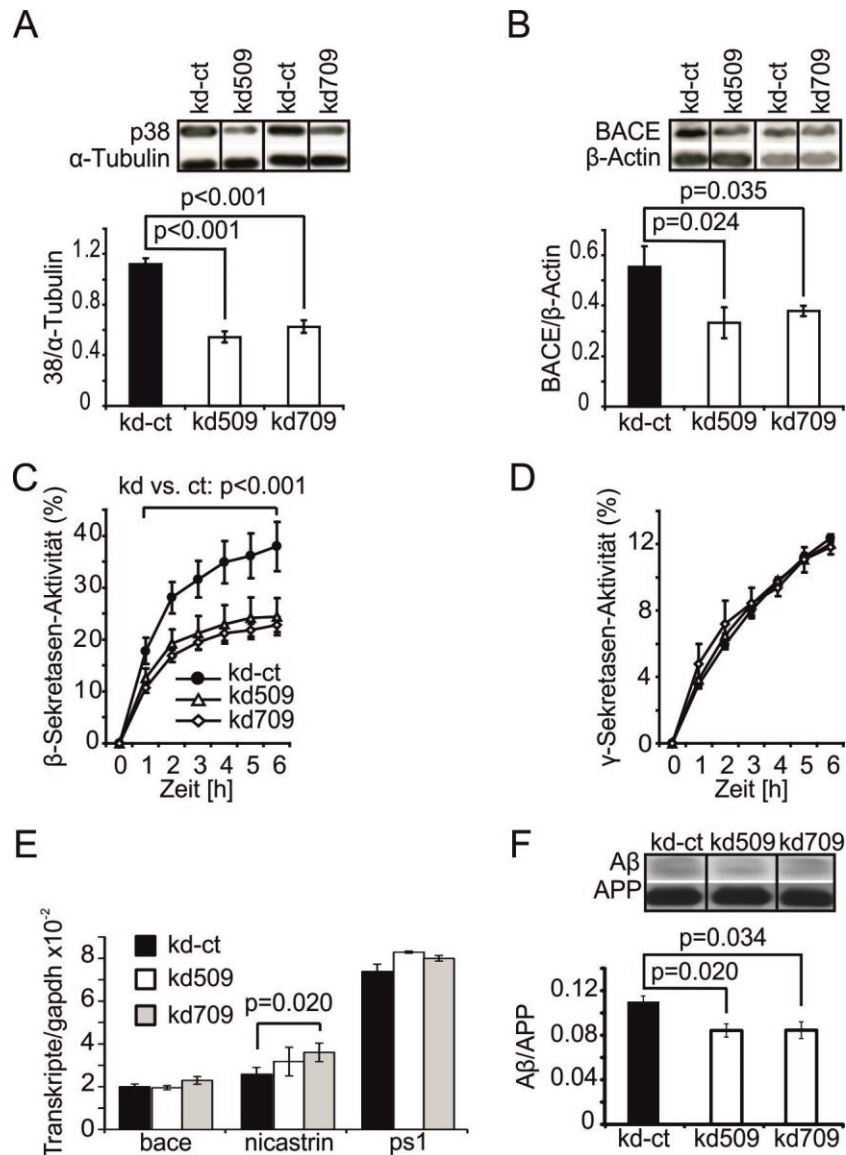 A
kd-ct kd509 kd-ct kd709
p38
α-Tubulin
p<0.001
p<0.001
38/α-Tubulin
1.2
0.8
0.4
0
kd-ct kd509 kd709
B
kd-ct kd509 kd-ct kd709
BACE
β-Actin
p=0.035
p=0.024
BACE/β-Actin
0.6
0.4
0.2
0
kd-ct kd509 kd709
C
kd vs. ct: p<0.001
β-Sekretasen-Aktivität (%)
40
30
20
10
0
kd-ct
kd509
kd709
0 1 2 3 4 5 6
Zeit [h]
D
γ-Sekretasen-Aktivität (%)
12
8
4
0
0 1 2 3 4 5 6
Zeit [h]
E
Transkripte/gapdh x10⁻²
8
6
4
2
0
kd-ct
kd509
kd709
p=0.020
bace nicastrin ps1
F
kd-ct kd509 kd709
Aβ
APP
p=0.034
p=0.020
Aβ/APP
0.12
0.08
0.04
0
kd-ct kd509 kd709